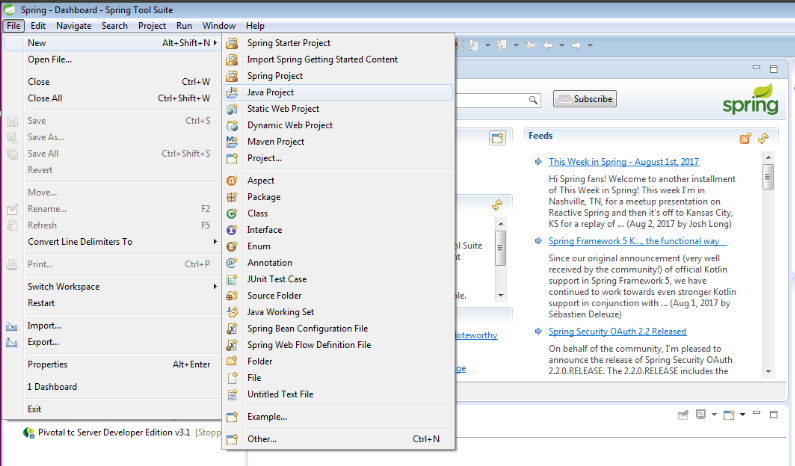 Spring - Dashboard - Spring Tool Suite
File Edit Navigate Search Project Run Window Help
New Alt+Shift+N
Open File...
Close Ctrl+W
Close All Ctrl+Shift+W
Save Ctrl+S
Save As...
Save All Ctrl+Shift+S
Revert
Move...
Rename... F2
Refresh F5
Convert Line Delimiters To
Print... Ctrl+P
Switch Workspace
Restart
Import...
Export...
Properties Alt+Enter
1 Dashboard
Exit
Spring Starter Project
Import Spring Getting Started Content
Spring Project
Java Project
Static Web Project
Dynamic Web Project
Maven Project
Project...
Aspect
Package
Class
Interface
Enum
Annotation
JUnit Test Case
Source Folder
Java Working Set
Spring Bean Configuration File
Spring Web Flow Definition File
Folder
File
Untitled Text File
Example...
Other... Ctrl+N
Subscribe
spring
Feeds
This Week in Spring - August 1st, 2017
Hi Spring fans! Welcome to another installment
of This Week in Spring! This week I'm in
Nashville, TN, for a meetup presentation on
Reactive Spring and then it's off to Kansas City,
KS for a replay of ... (Aug 2, 2017 by Josh Long)
Spring Framework 5 K..., the functional way
Since our original announcement (very well
received by the community!) of official Kotlin
support in Spring Framework 5, we have
continued to work towards even stronger Kotlin
support in conjunction with ... (Aug 1, 2017 by
Sébastien Deleuze)
Spring Security OAuth 2.2 Released
On behalf of the community, I'm pleased to
announce the release of Spring Security OAuth
2.2.0.RELEASE. The 2.2.0.RELEASE includes the
ol Suite
nt
ple.
Noteworthy
ge
Pivotal tc Server Developer Edition v3.1 [Stopp